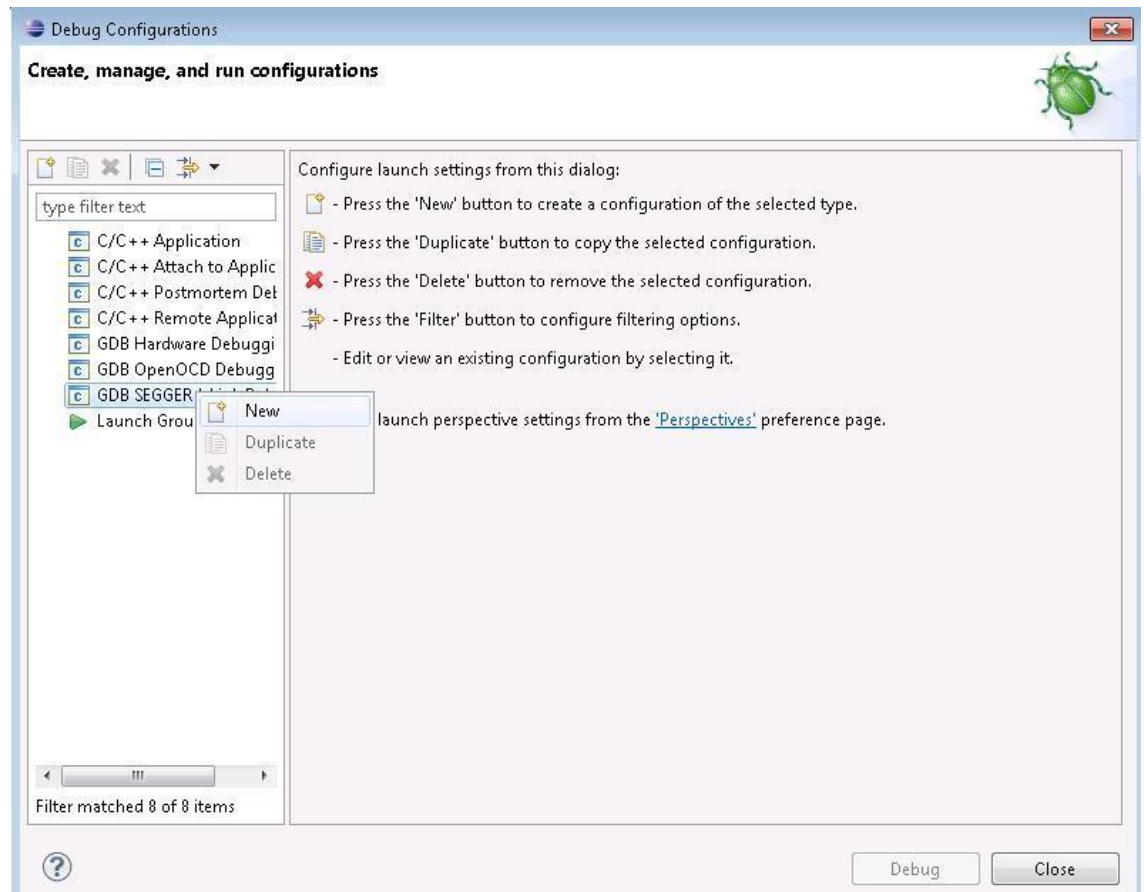 Debug Configurations
Create, manage, and run configurations
type filter text
C/C++ Application
C/C++ Attach to Applic
C/C++ Postmortem Del
C/C++ Remote Applicat
GDB Hardware Debuggi
GDB OpenOCD Debugg
GDB SEGGER
Launch Grou
New
Duplicate
Delete
Filter matched 8 of 8 items
Configure launch settings from this dialog:
- Press the 'New' button to create a configuration of the selected type.
- Press the 'Duplicate' button to copy the selected configuration.
- Press the 'Delete' button to remove the selected configuration.
- Press the 'Filter' button to configure filtering options.
- Edit or view an existing configuration by selecting it.
launch perspective settings from the 'Perspectives' preference page.
Debug
Close